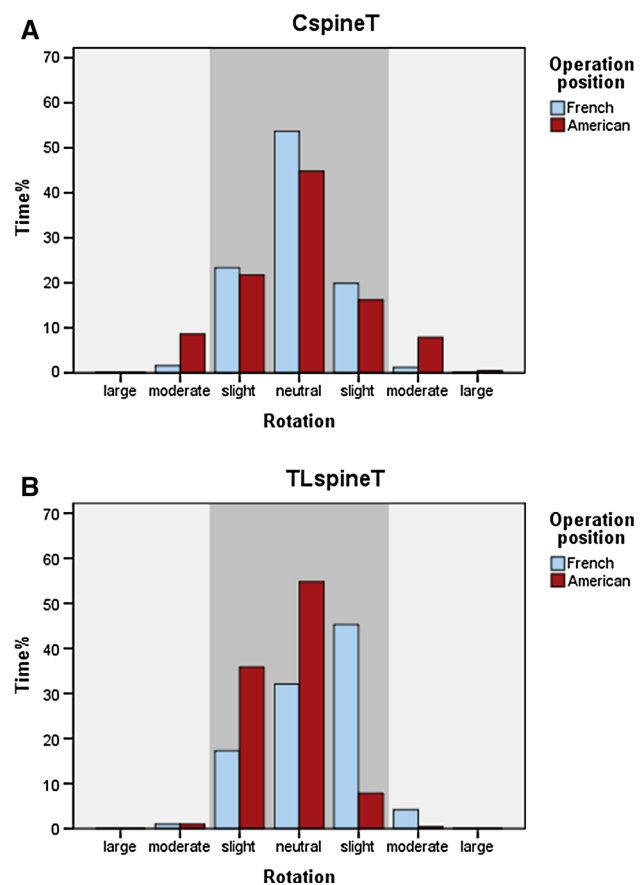 A
CspineT
Operation
position
French
American
Time%
70
60
50
40
30
20
10
0
large moderate slight neutral slight moderate large
Rotation
B
TLspineT
Operation
position
French
American
Time%
70
60
50
40
30
20
10
0
large moderate slight neutral slight moderate large
Rotation